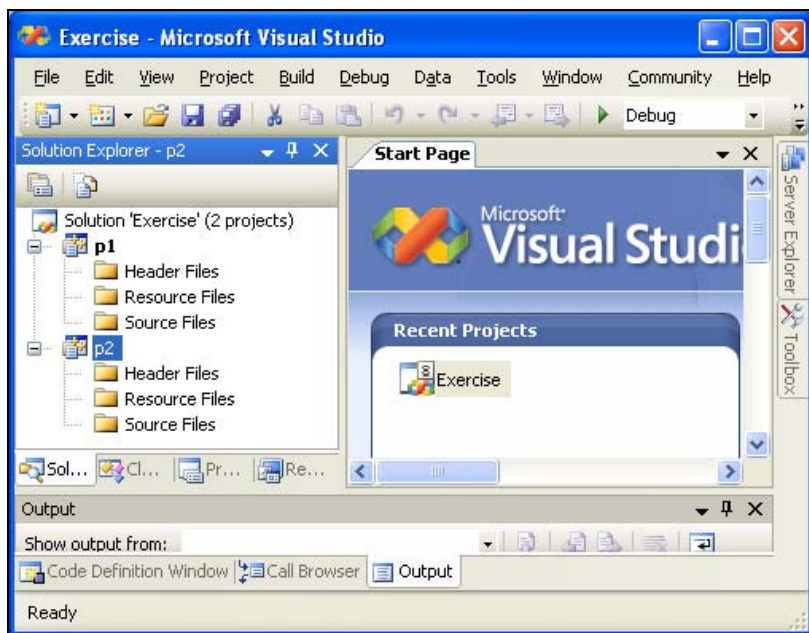 Exercise - Microsoft Visual Studio
File Edit View Project Build Debug Data Tools Window Community Help
Debug
Solution Explorer - p2
Start Page
Solution 'Exercise' (2 projects)
p1
Header Files
Resource Files
Source Files
p2
Header Files
Resource Files
Source Files
Microsoft
Visual Studi
Recent Projects
Exercise
Server Explorer
Toolbox
Sol... Cl... Pr... Re...
Output
Show output from:
Code Definition Window Call Browser Output
Ready